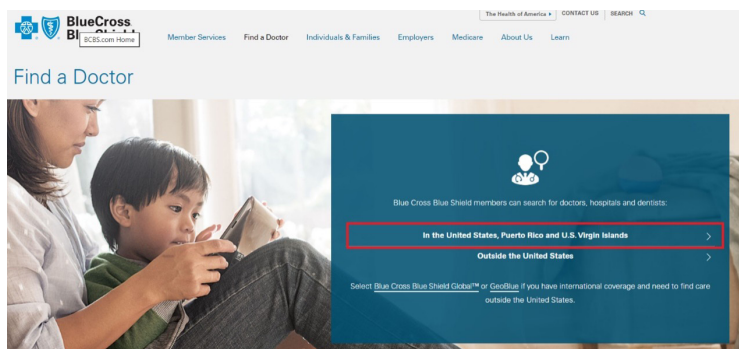 The Health of America
CONTACT US
SEARCH
BlueCross
BCBS.com Home
Member Services
Find a Doctor
Individuals & Families
Employers
Medicare
About Us
Learn
Find a Doctor
Blue Cross Blue Shield members can search for doctors, hospitals and dentists:
In the United States, Puerto Rico and U.S. Virgin Islands
Outside the United States
Select Blue Cross Blue Shield Global™ or GeoBlue if you have international coverage and need to find care
outside the United States.